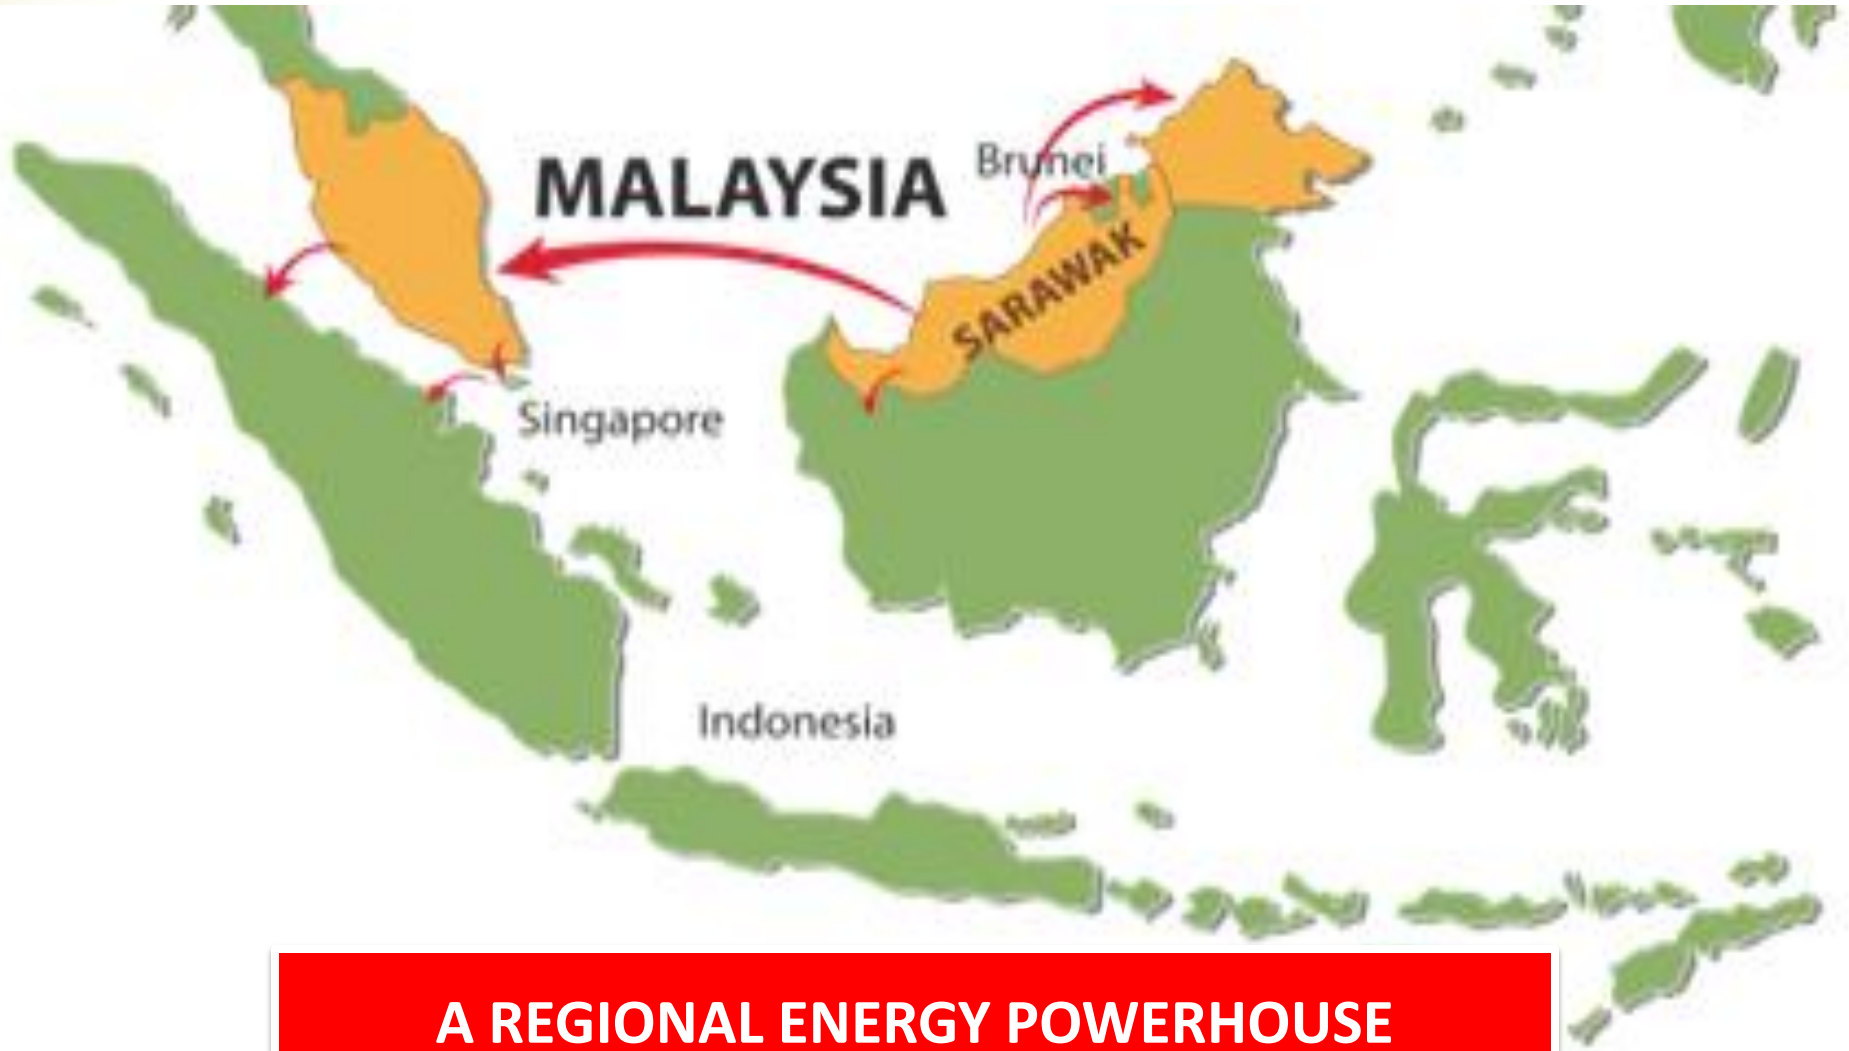 MALAYSIA
Brunei
SARAWAK
Singapore
Indonesia
A REGIONAL ENERGY POWERHOUSE